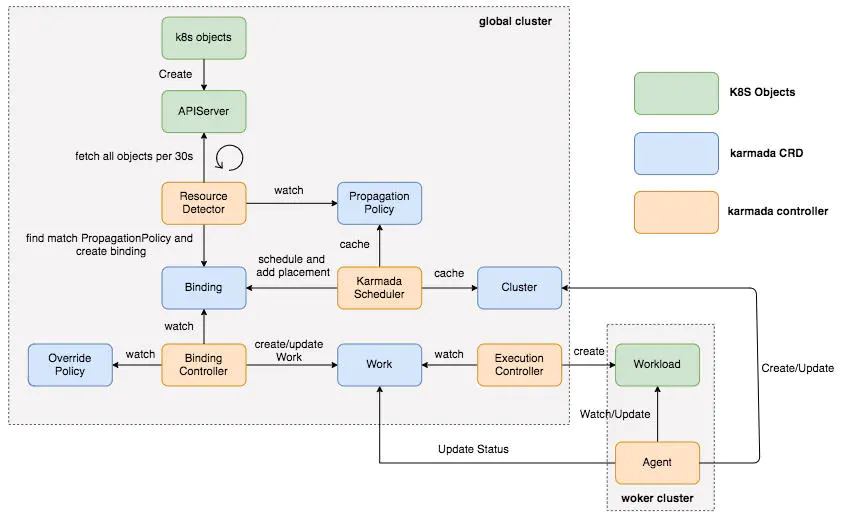 global cluster
k8s objects
Create
APIServer
fetch all objects per 30s
Resource
Detector
watch
Propagation
Policy
find match PropagationPolicy and
create binding
cache
schedule and
add placement
Binding
Karmada
Scheduler
cache
Cluster
watch
Override
Policy
watch
Binding
Controller
create/update
Work
Work
watch
Execution
Controller
create
Workload
Watch/Update
Create/Update
Update Status
Agent
woker cluster
K8S Objects
karmada CRD
karmada controller